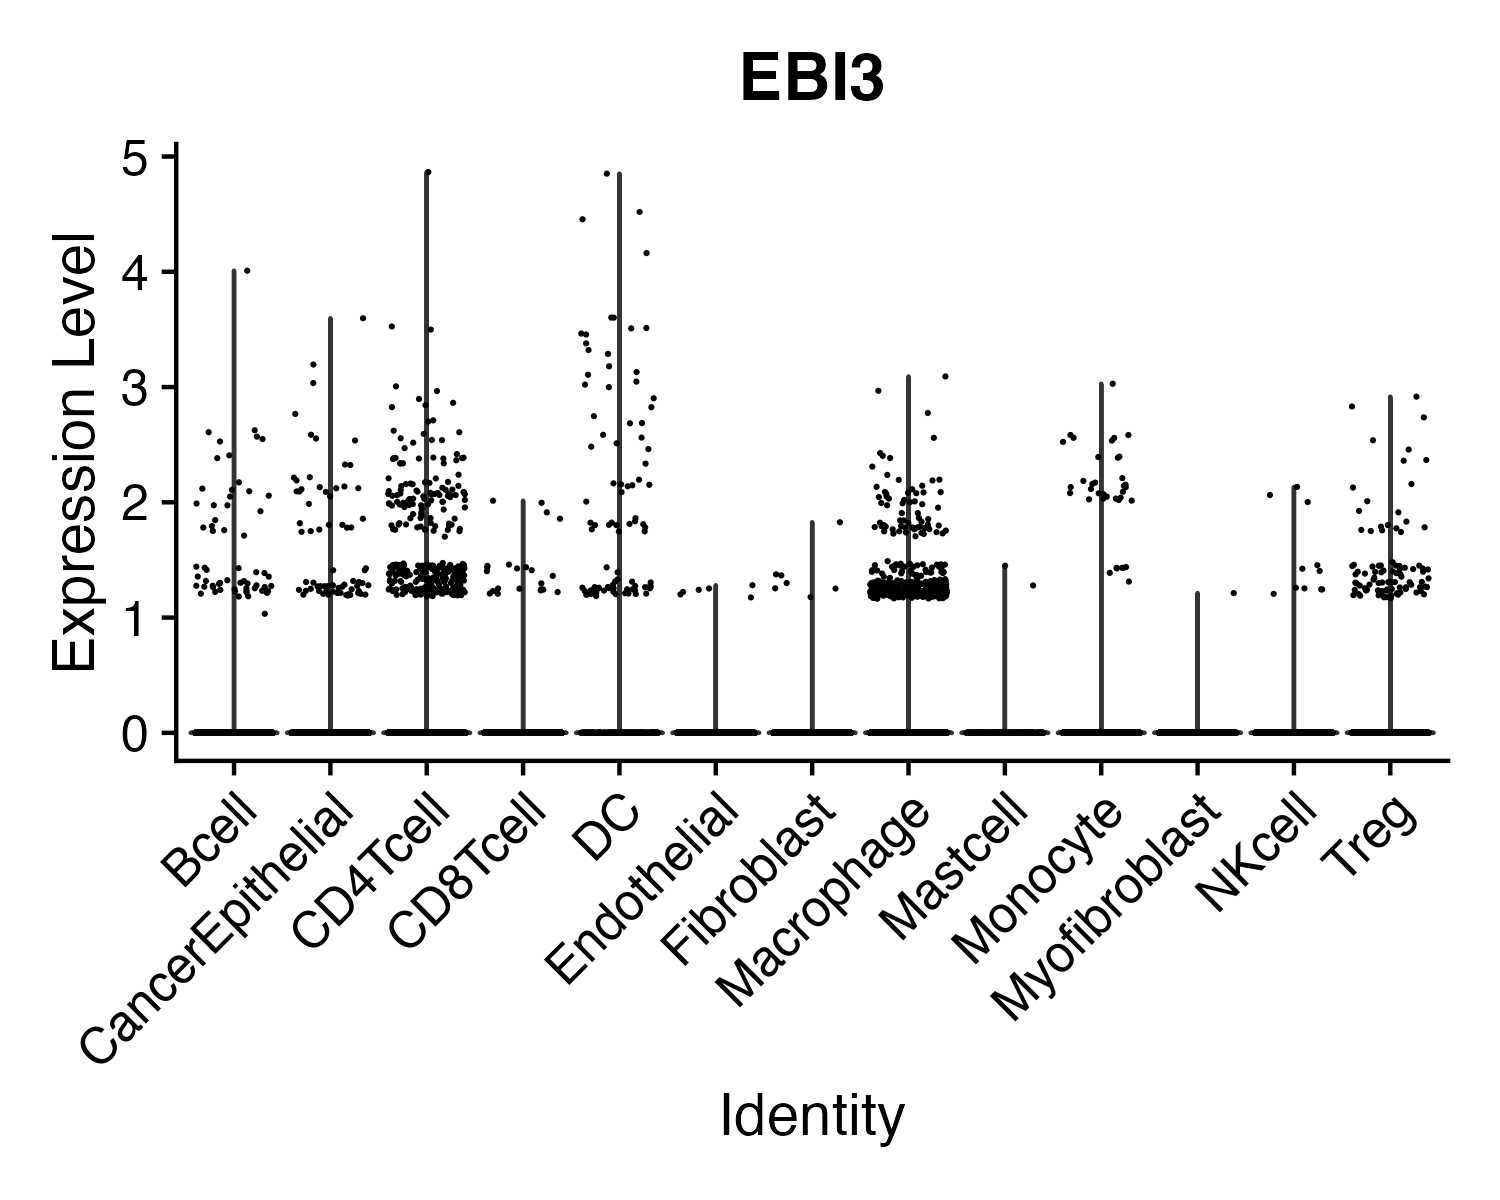 EBI3
Expression Level
5
4
3
2
1
0
Bcell
CancerEpithelial
CD4Tcell
CD8Tcell
DC
Endothelial
Fibroblast
Macrophage
Mastcell
Monocyte
Myofibroblast
NKcell
Treg
Identity